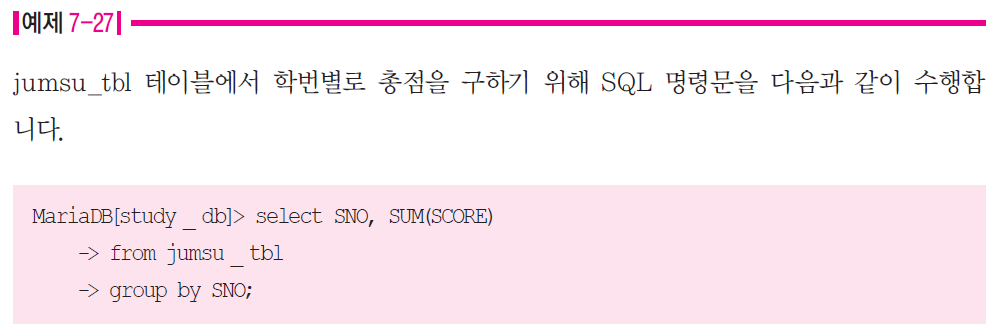 예제 7-27
jumsu_tbl 테이블에서 학번별로 총점을 구하기 위해 SQL 명령문을 다음과 같이 수행합
니다.
MariaDB[study_db]> select SNO, SUM(SCORE)
-> from jumsu_tbl
-> group by SNO;